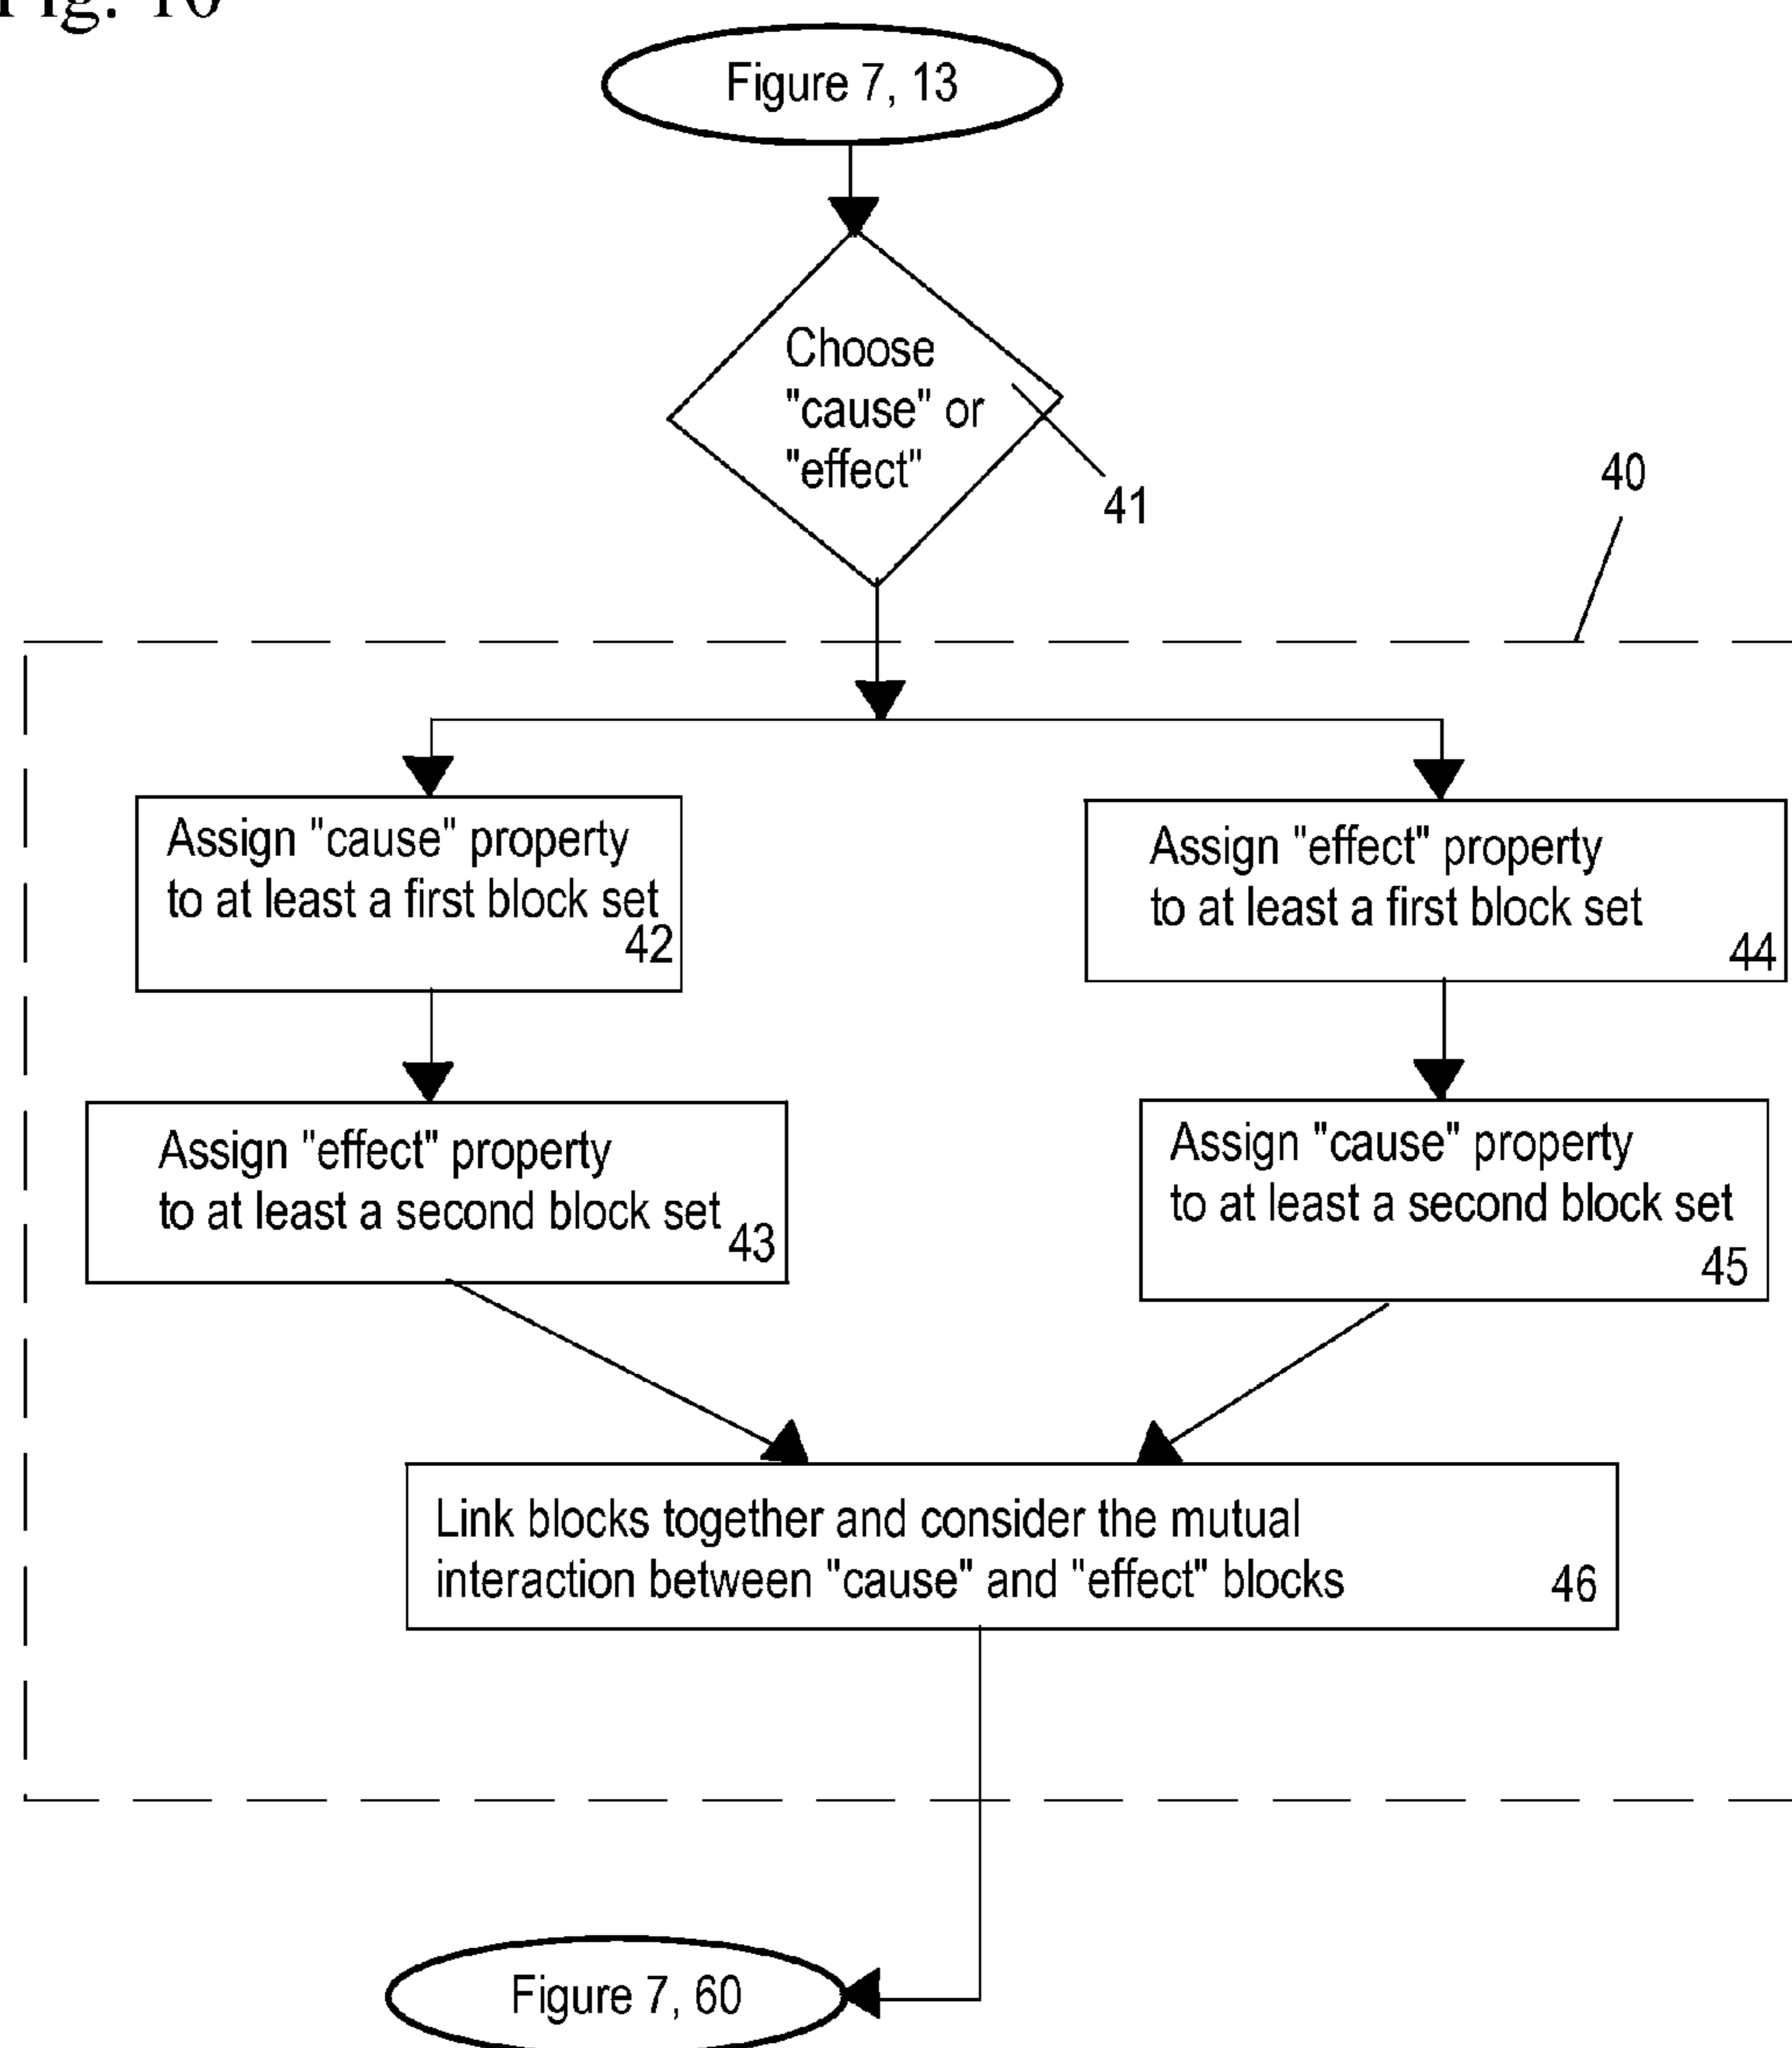 Fig. 10
Figure 7, 13
Choose
"cause" or
"effect"
41
40
Assign "cause" property
to at least a first block set
42
Assign "effect" property
to at least a first block set
44
Assign "effect" property
to at least a second block set
43
Assign "cause" property
to at least a second block set
45
Link blocks together and consider the mutual
interaction between "cause" and "effect" blocks
46
Figure 7, 60